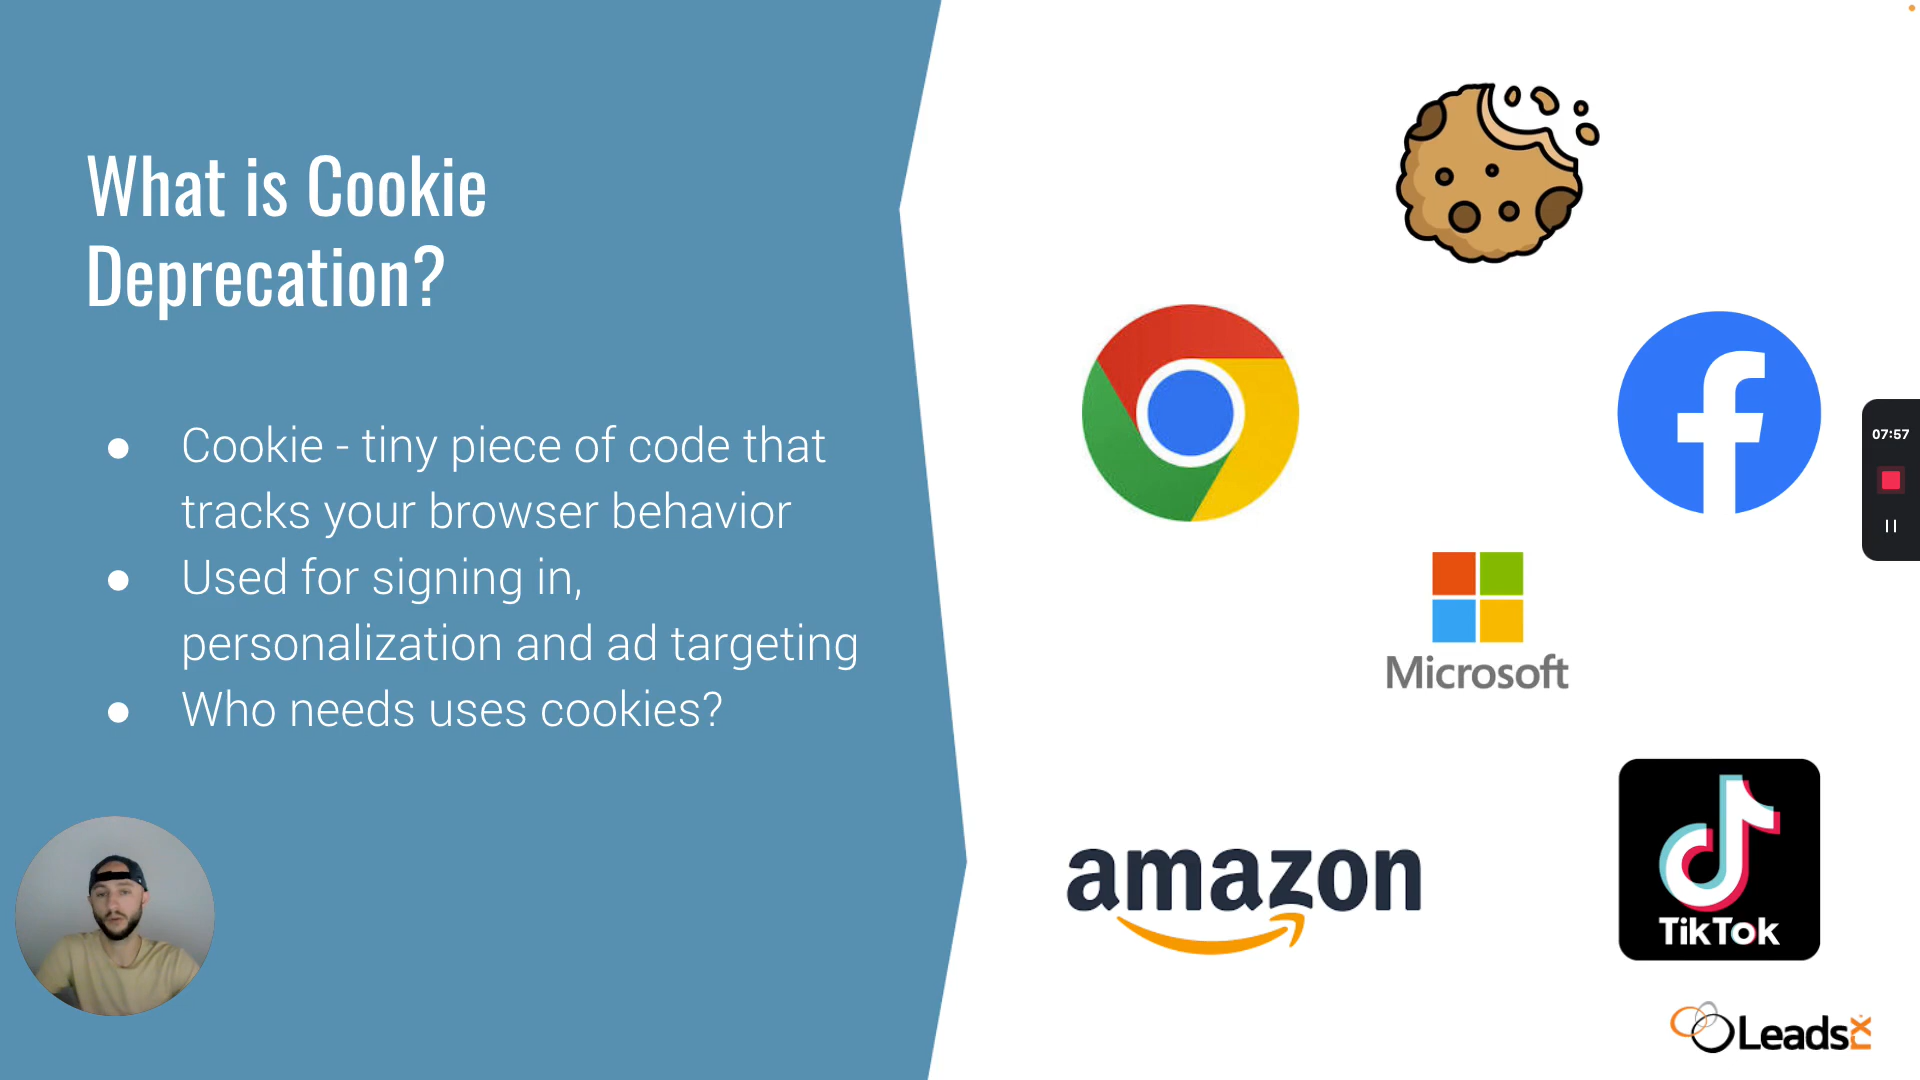 What is Cookie
Deprecation?
● Cookie - tiny piece of code that
tracks your browser behavior
● Used for signing in,
personalization and ad targeting
● Who needs uses cookies?
07:57
Microsoft
amazon
TikTok
Leadsrx